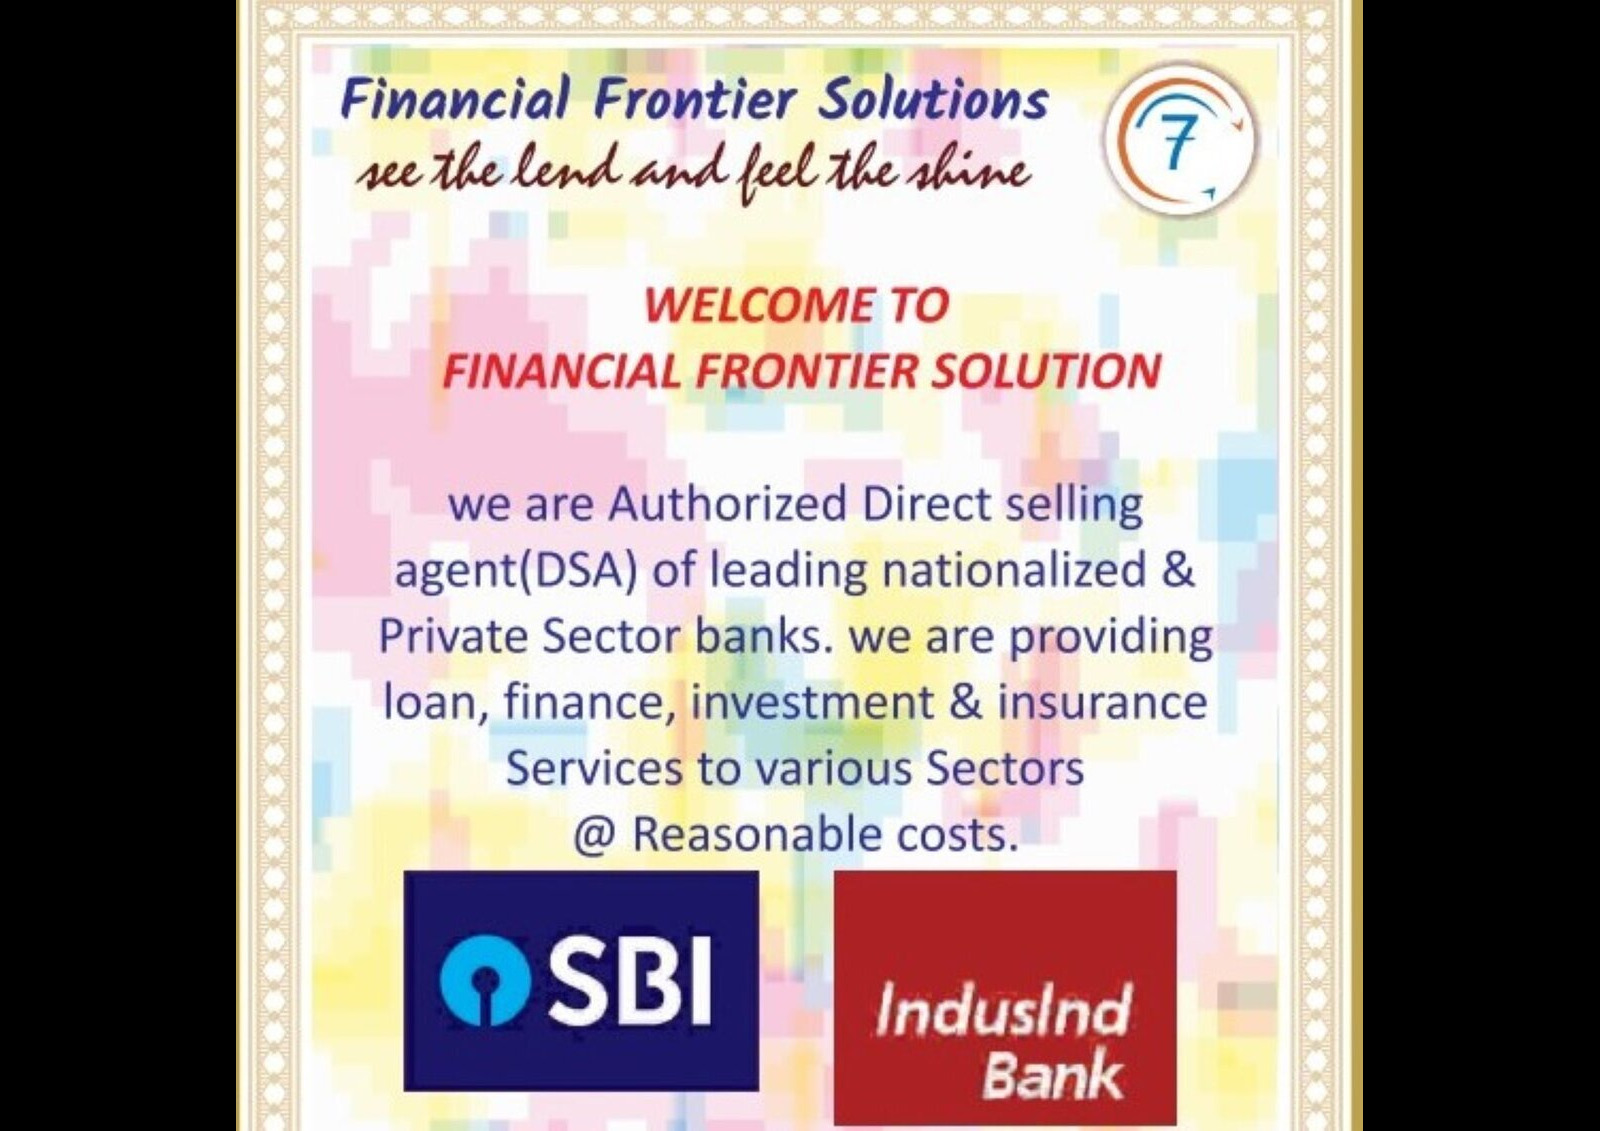 Financial Frontier Solutions
see the lend and feel the shine
7
WELCOME TO
FINANCIAL FRONTIER SOLUTION
we are Authorized Direct selling
agent(DSA) of leading nationalized &
Private Sector banks. we are providing
loan, finance, investment & insurance
Services to various Sectors
@ Reasonable costs.
SBI
IndusInd
Bank